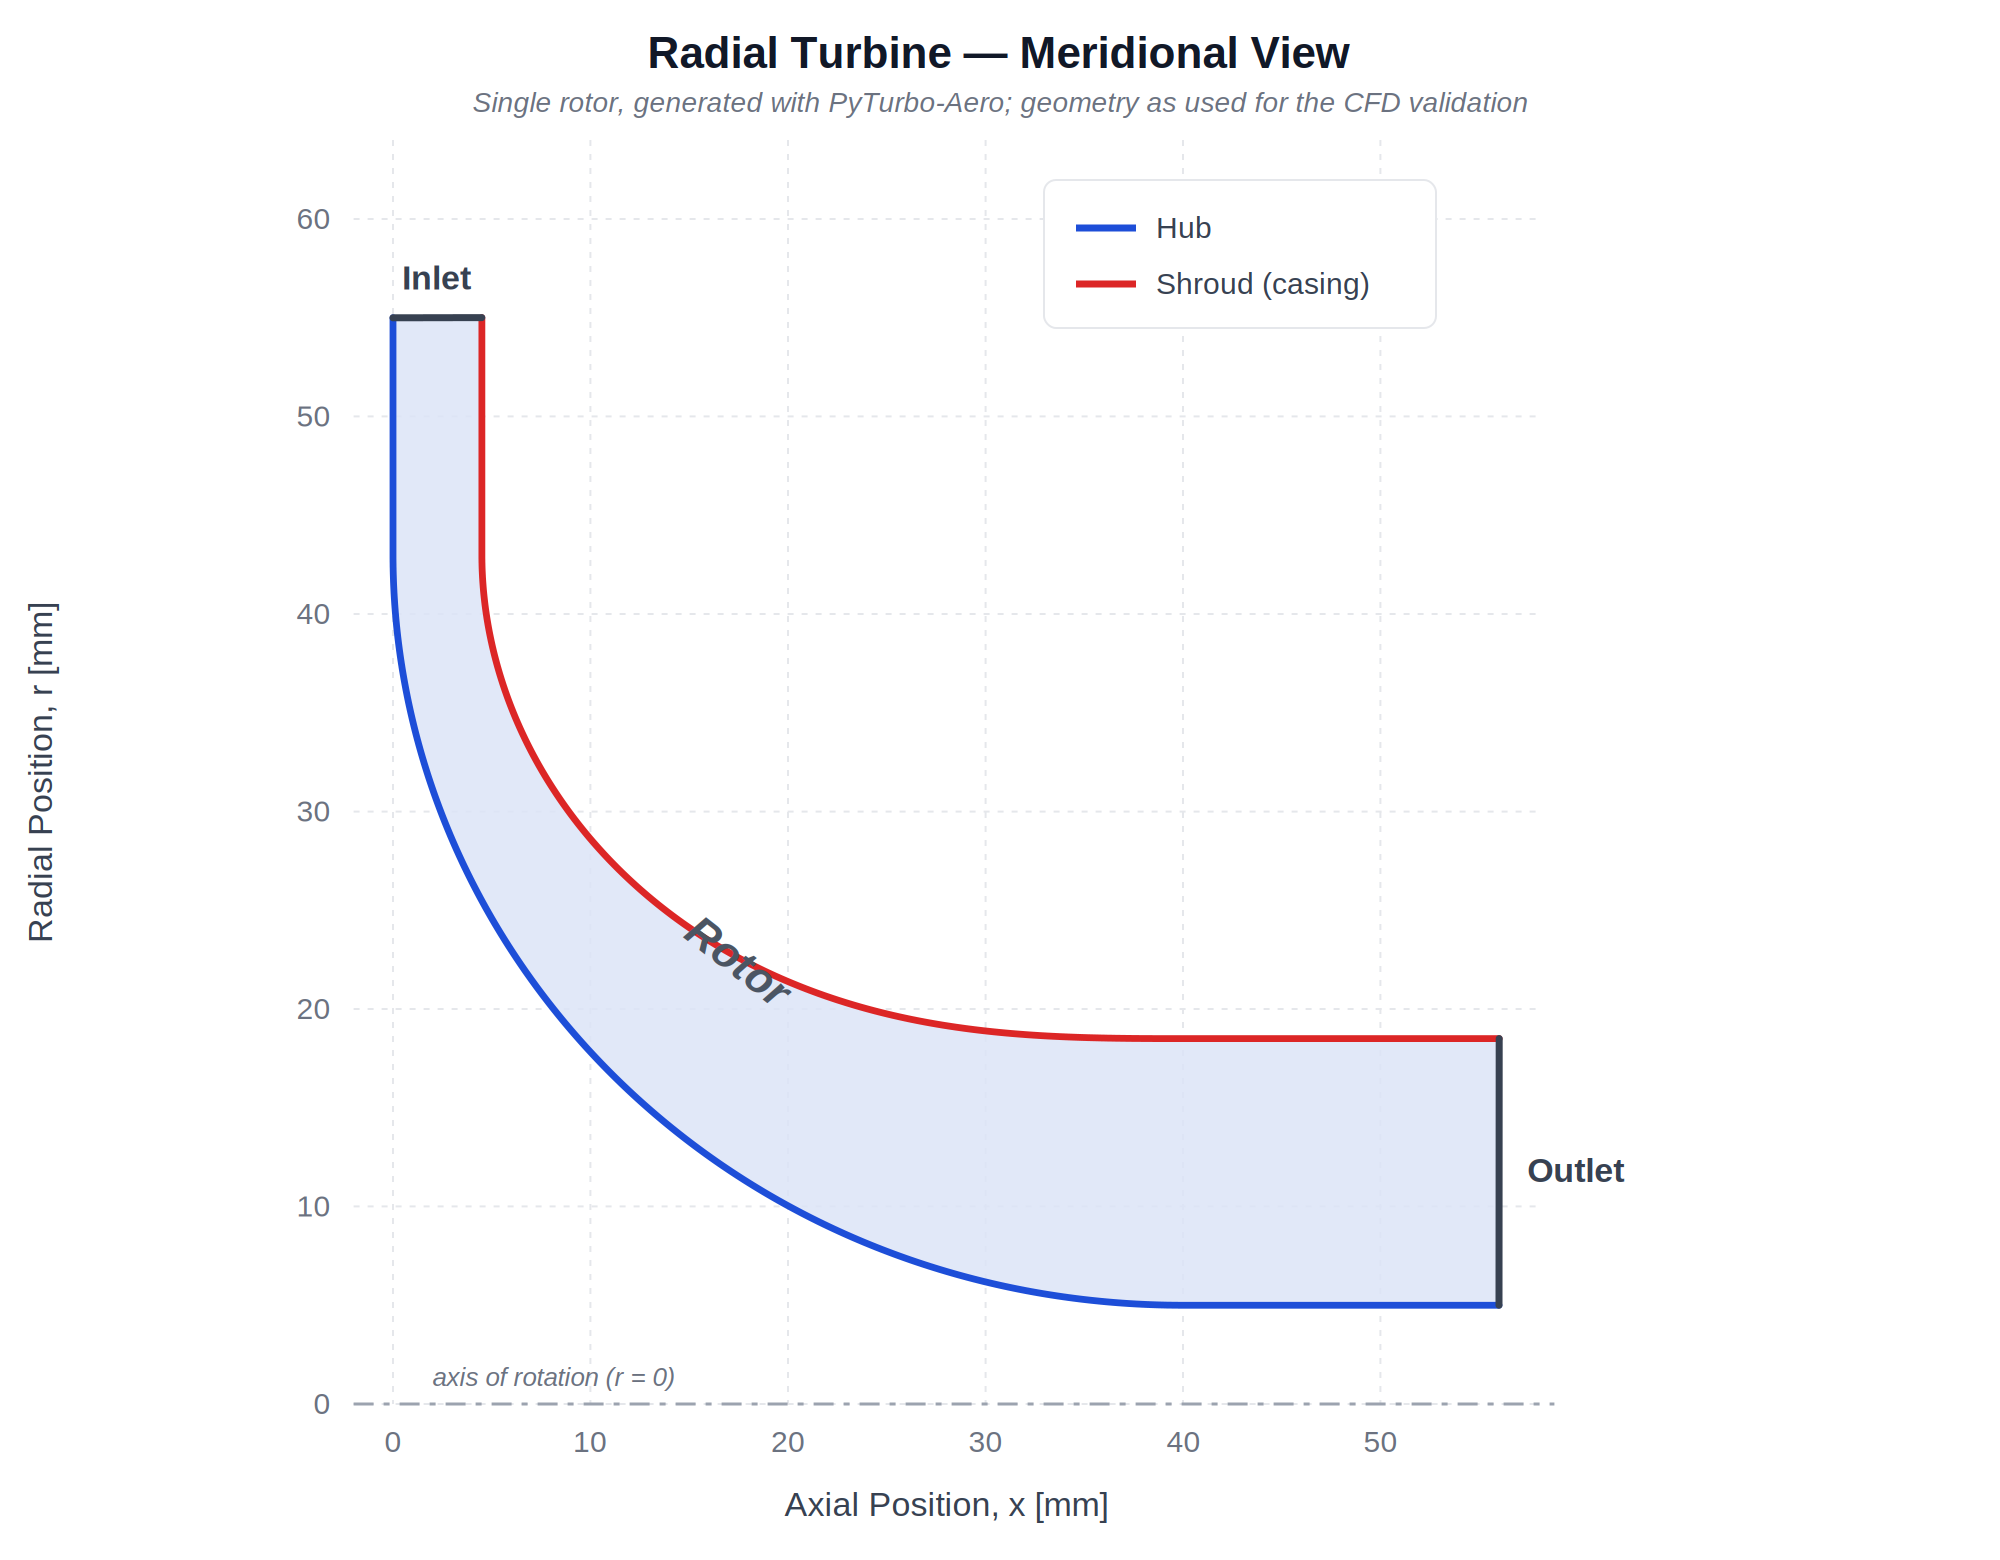 Radial Turbine — Meridional View
Single rotor, generated with PyTurbo-Aero; geometry as used for the CFD validation
Hub
Shroud (casing)
Inlet
60
50
40
30
20
10
0
Radial Position, r [mm]
Rotor
Outlet
axis of rotation (r = 0)
0
10
20
30
40
50
Axial Position, x [mm]